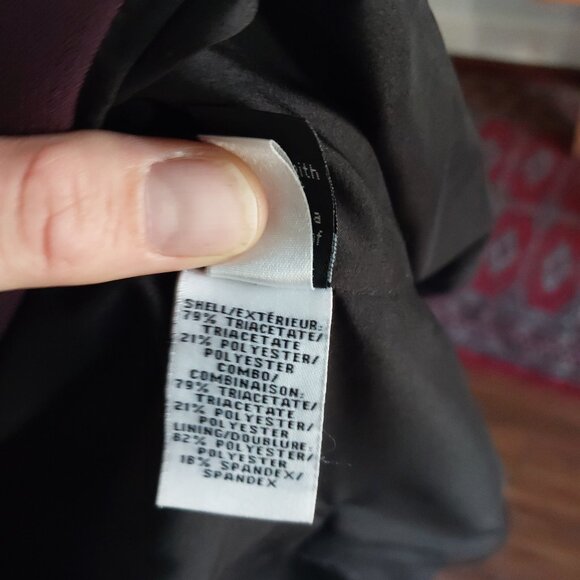 ith
SHELL/EXTÉRIEUR:
79% TRIACETATE/
TRIACETATE
21% POLYESTER/
POLYESTER
COMBO/
COMBINAISON:
79% TRIACETATE/
TRIACETATE
21% POLYESTER/
POLYESTER
LINING/DOUBLURE:
82% POLYESTER/
POLYESTER
18% SPANDEX/
SPANDEX